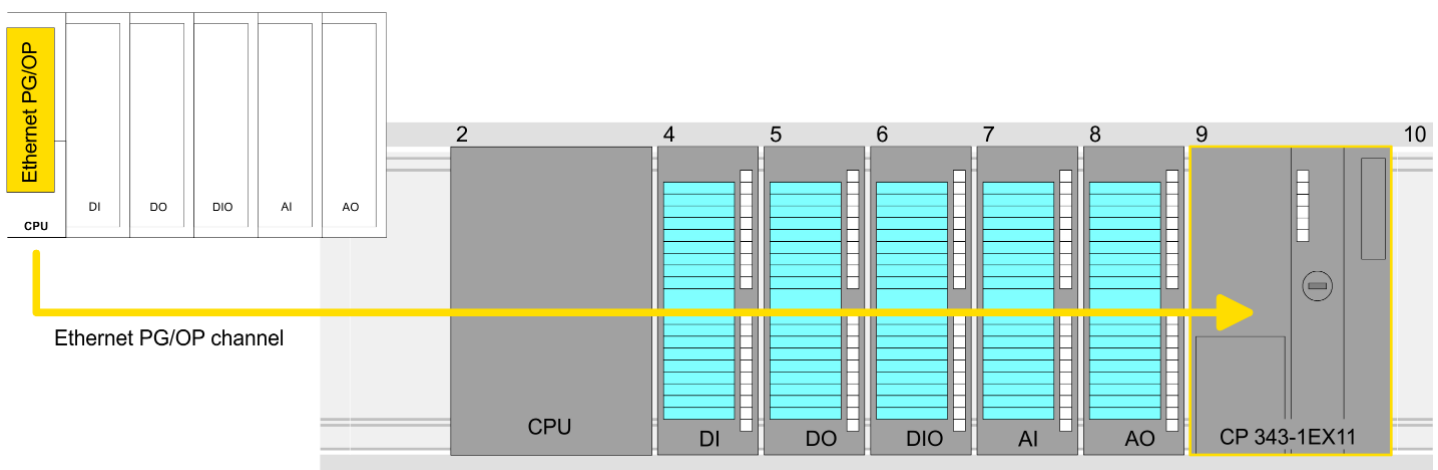 Ethernet PG/OP
CPU
DI
DO
DIO
AI
AO
Ethernet PG/OP channel
2
4
5
6
7
8
9
10
CPU
DI
DO
DIO
AI
AO
CP 343-1EX11